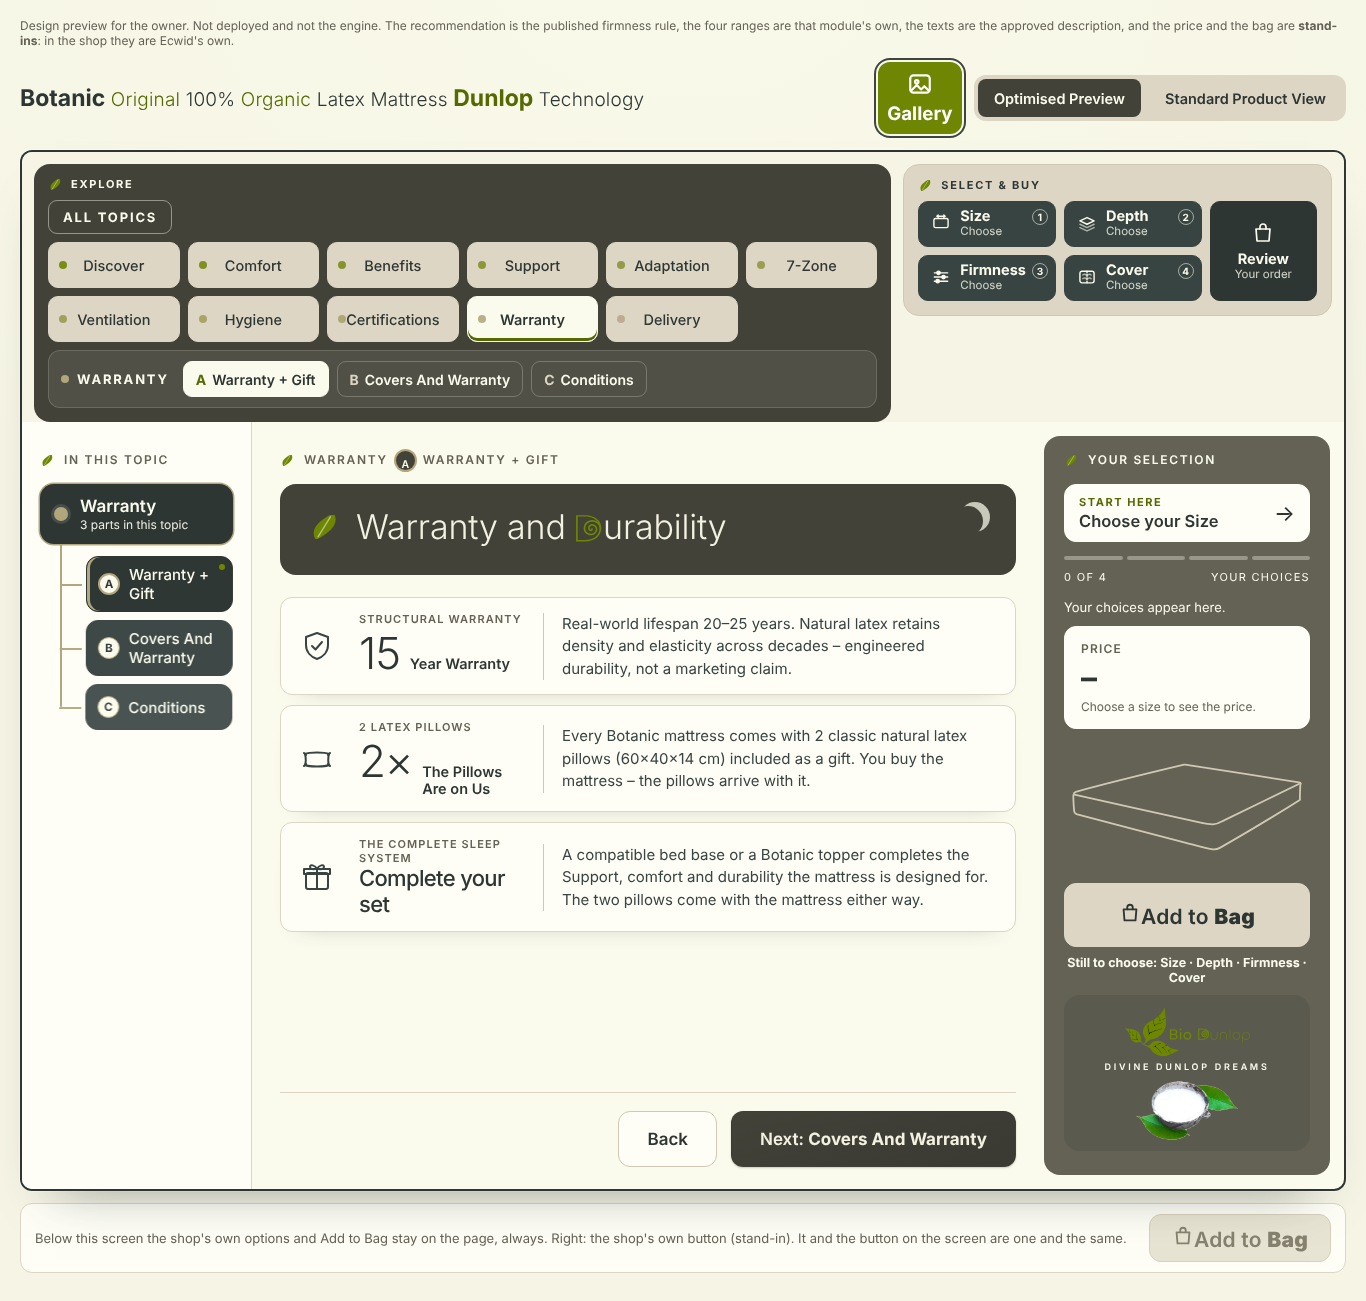 Design preview for the owner. Not deployed and not the engine. The recommendation is the published firmness rule, the four ranges are that module's own, the texts are the approved description, and the price and the bag are stand-
ins: in the shop they are Ecwid's own.
Botanic Original 100% Organic Latex Mattress Dunlop Technology
Gallery
Optimised Preview
Standard Product View
EXPLORE
ALL TOPICS
Discover
Comfort
Benefits
Support
Adaptation
7-Zone
Ventilation
Hygiene
Certifications
Warranty
Delivery
WARRANTY
A Warranty + Gift
B Covers And Warranty
C Conditions
SELECT & BUY
Size 1
Choose
Depth 2
Choose
Firmness 3
Choose
Cover 4
Choose
Review
Your order
IN THIS TOPIC
Warranty
3 parts in this topic
A Warranty +
Gift
B Covers And
Warranty
C Conditions
WARRANTY A WARRANTY + GIFT
Warranty and Durability
STRUCTURAL WARRANTY
15 Year Warranty
Real-world lifespan 20–25 years. Natural latex retains
density and elasticity across decades – engineered
durability, not a marketing claim.
2 LATEX PILLOWS
2× The Pillows
Are on Us
Every Botanic mattress comes with 2 classic natural latex
pillows (60×40×14 cm) included as a gift. You buy the
mattress – the pillows arrive with it.
THE COMPLETE SLEEP
SYSTEM
Complete your
set
A compatible bed base or a Botanic topper completes the
Support, comfort and durability the mattress is designed for.
The two pillows come with the mattress either way.
Back
Next: Covers And Warranty
YOUR SELECTION
START HERE
Choose your Size
0 OF 4
YOUR CHOICES
Your choices appear here.
PRICE
–
Choose a size to see the price.
Add to Bag
Still to choose: Size · Depth · Firmness ·
Cover
Bio Dunlop
DIVINE DUNLOP DREAMS
Below this screen the shop's own options and Add to Bag stay on the page, always. Right: the shop's own button (stand-in). It and the button on the screen are one and the same.
Add to Bag